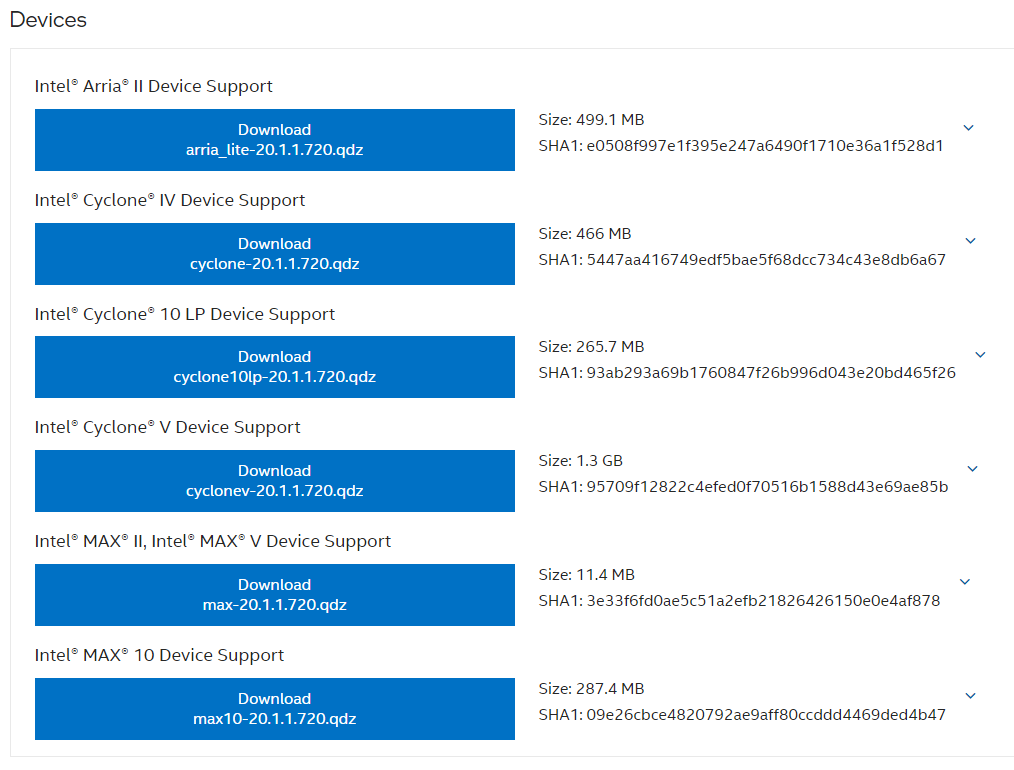 Devices
Intel® Arria® II Device Support
Download
arria_lite-20.1.1.720.qdz
Size: 499.1 MB
SHA1: e0508f997e1f395e247a6490f1710e36a1f528d1
Intel® Cyclone® IV Device Support
Download
cyclone-20.1.1.720.qdz
Size: 466 MB
SHA1: 5447aa416749edf5bae5f68dcc734c43e8db6a67
Intel® Cyclone® 10 LP Device Support
Download
cyclone10lp-20.1.1.720.qdz
Size: 265.7 MB
SHA1: 93ab293a69b1760847f26b996d043e20bd465f26
Intel® Cyclone® V Device Support
Download
cyclonev-20.1.1.720.qdz
Size: 1.3 GB
SHA1: 95709f12822c4efed0f70516b1588d43e69ae85b
Intel® MAX® II, Intel® MAX® V Device Support
Download
max-20.1.1.720.qdz
Size: 11.4 MB
SHA1: 3e33f6fd0ae5c51a2efb21826426150e0e4af878
Intel® MAX® 10 Device Support
Download
max10-20.1.1.720.qdz
Size: 287.4 MB
SHA1: 09e26cbce4820792ae9aff80ccddd4469ded4b47